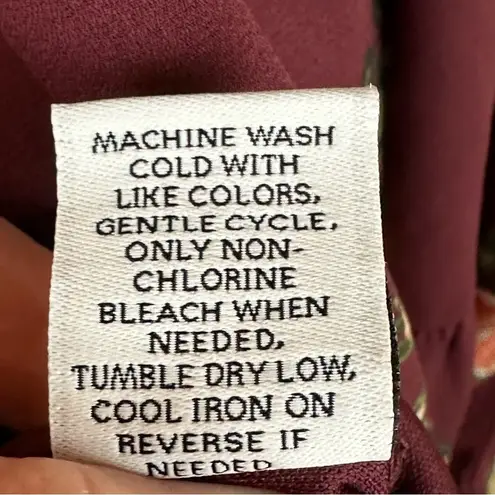 MACHINE WASH
COLD WITH
LIKE COLORS,
GENTLE CYCLE,
ONLY NON-
CHLORINE
BLEACH WHEN
NEEDED,
TUMBLE DRY LOW,
COOL IRON ON
REVERSE IF
NEEDED